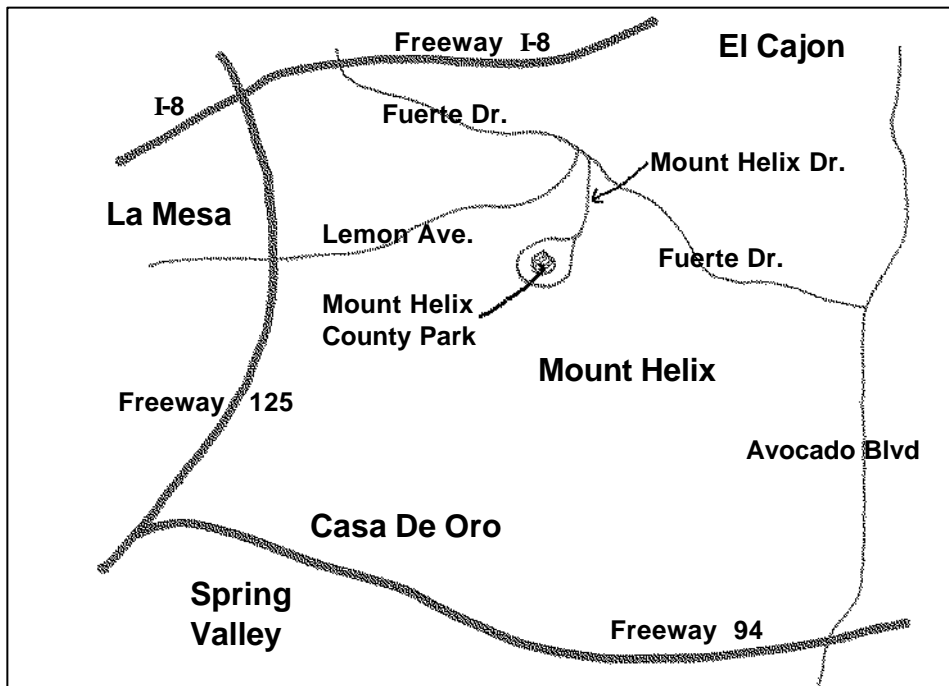 Freeway I-8
El Cajon
I-8
Fuerte Dr.
Mount Helix Dr.
La Mesa
Lemon Ave.
Fuerte Dr.
Mount Helix
County Park
Mount Helix
Freeway 125
Avocado Blvd
Casa De Oro
Spring
Valley
Freeway 94